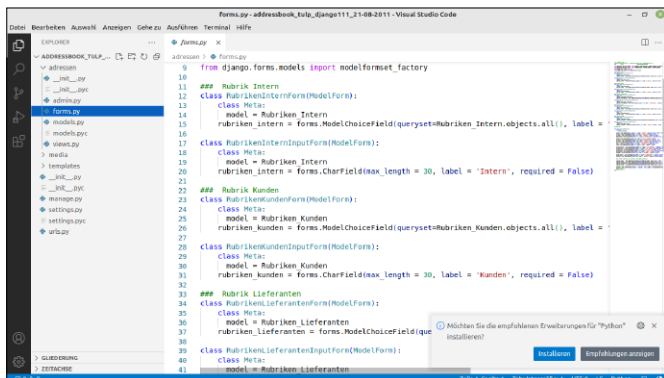 forms.py - addressbook_tulp_django111_21-08-2011 - Visual Studio Code
Datei Bearbeiten Auswahl Anzeigen Gehe zu Ausführen Terminal Hilfe
EXPLORER ...
ADRESSBOOK_TULP_...
adressen
__init__.py
__init__.pyc
admin.py
forms.py
models.py
models.pyc
views.py
media
templates
__init__.py
__init__.pyc
manage.py
settings.py
settings.pyc
urls.py
GLIEDERUNG
ZEITACHSE
forms.py ×
adressen > forms.py
9 from django.forms.models import modelformset_factory
10
11 ### Rubrik Intern
12 class RubrikenInternForm(ModelForm):
13 class Meta:
14 model = Rubriken_Intern
15 rubriken_intern = forms.ModelChoiceField(queryset=Rubriken_Intern.objects.all(), label = '
16
17 class RubrikenInternInputForm(ModelForm):
18 class Meta:
19 model = Rubriken_Intern
20 rubriken_intern = forms.CharField(max_length = 30, label = 'Intern', required = False)
21
22 ### Rubrik Kunden
23 class RubrikenKundenForm(ModelForm):
24 class Meta:
25 model = Rubriken_Kunden
26 rubriken_kunden = forms.ModelChoiceField(queryset=Rubriken_Kunden.objects.all(), label = '
27
28 class RubrikenKundenInputForm(ModelForm):
29 class Meta:
30 model = Rubriken_Kunden
31 rubriken_kunden = forms.CharField(max_length = 30, label = 'Kunden', required = False)
32
33 ### Rubrik Lieferanten
34 class RubrikenLieferantenForm(ModelForm):
35 class Meta:
36 model = Rubriken_Lieferanten
37 rubriken_lieferanten = forms.ModelChoiceField(que
38
39 class RubrikenLieferantenInputForm(ModelForm):
40 class Meta:
41 model = Rubriken_Lieferanten
Möchten Sie die empfohlenen Erweiterungen für "Python"
installieren?
Installieren Empfehlungen anzeigen